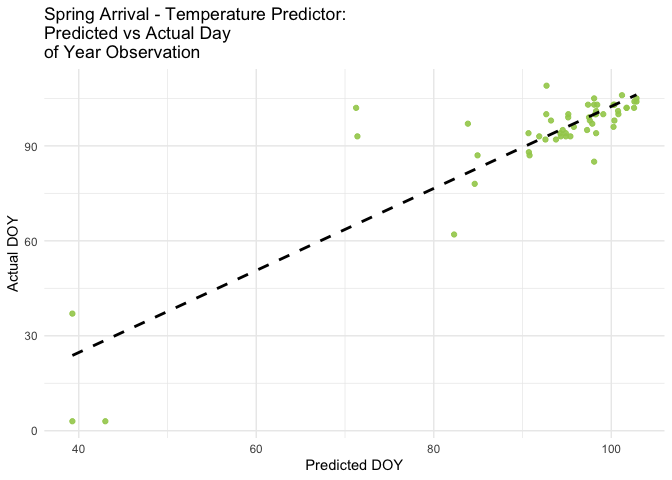 Spring Arrival - Temperature Predictor:
Predicted vs Actual Day
of Year Observation
Actual DOY
90
60
30
0
40 60 80 100
Predicted DOY